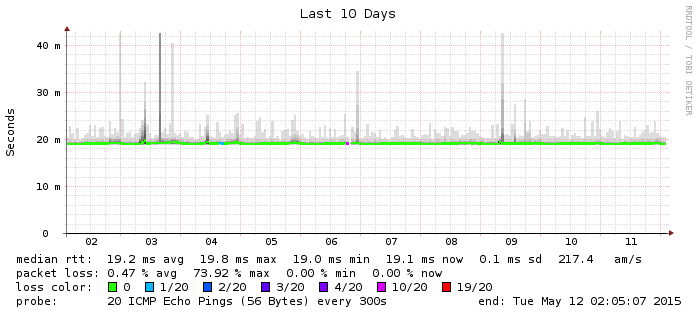 Last 10 Days
RRDTOOL / TOBI OETIKER
Seconds
40 m
30 m
20 m
10 m
0
02 03 04 05 06 07 08 09 10 11
median rtt: 19.2 ms avg 19.8 ms max 19.0 ms min 19.1 ms now 0.1 ms sd 217.4 am/s
packet loss: 0.47 % avg 73.92 % max 0.00 % min 0.00 % now
loss color: 0 1/20 2/20 3/20 4/20 10/20 19/20
probe: 20 ICMP Echo Pings (56 Bytes) every 300s end: Tue May 12 02:05:07 2015